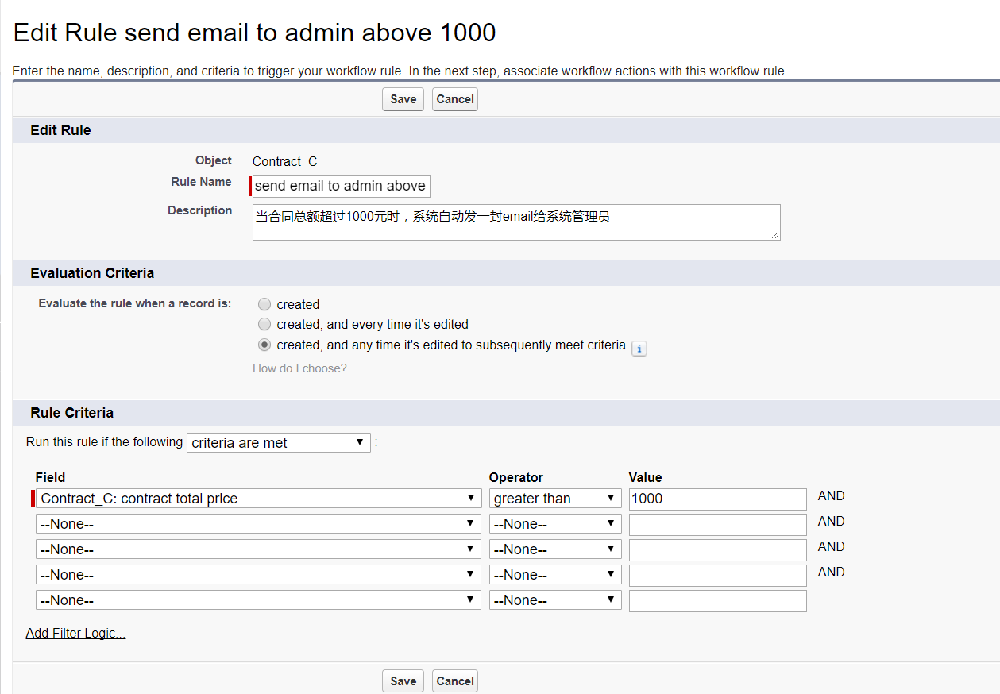 Edit Rule send email to admin above 1000
Enter the name, description, and criteria to trigger your workflow rule. In the next step, associate workflow actions with this workflow rule.
Save Cancel
Edit Rule
Object Contract_C
Rule Name send email to admin above
Description 当合同总额超过1000元时，系统自动发一封email给系统管理员
Evaluation Criteria
Evaluate the rule when a record is: created
created, and every time it's edited
created, and any time it's edited to subsequently meet criteria i
How do I choose?
Rule Criteria
Run this rule if the following criteria are met :
Field Operator Value
Contract_C: contract total price greater than 1000 AND
--None-- --None-- AND
--None-- --None-- AND
--None-- --None-- AND
--None-- --None--
Add Filter Logic...
Save Cancel